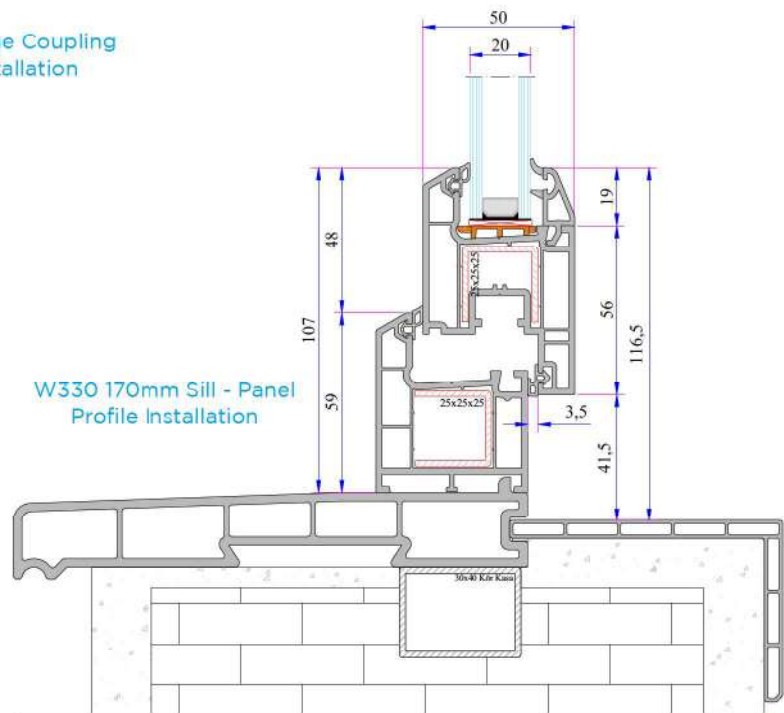 e Coupling
tallation
50
20
19
48
25x25x25
56
107
116,5
59
W330 170mm Sill - Panel
Profile Installation
25x25x25
3,5
41,5
30x40 Kör Kasa